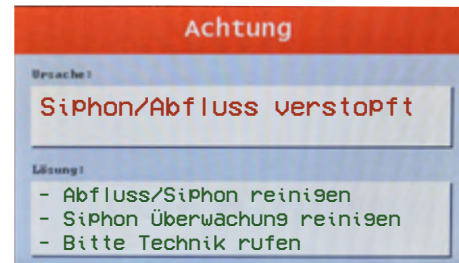 Achtung
Ursache:
Siphon/Abfluss verstopft
Lösung:
- Abfluss/Siphon reinigen
- Siphon Überwachung reinigen
- Bitte Technik rufen